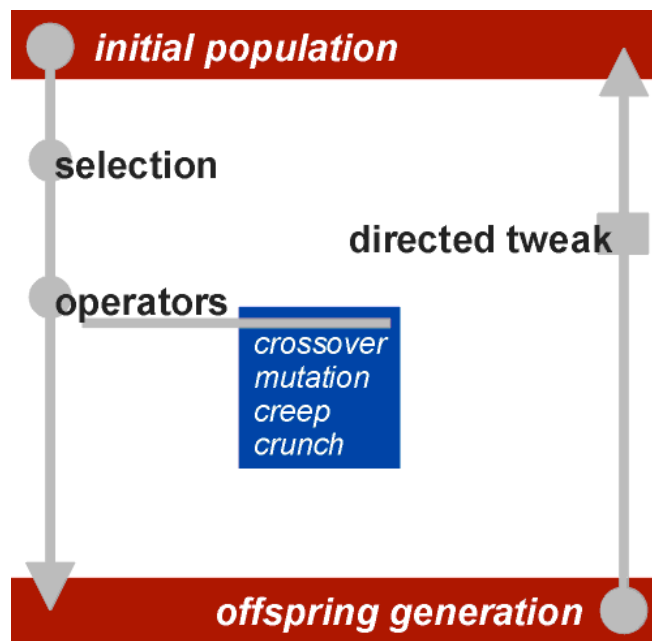 initial population
selection
directed tweak
operators
crossover
mutation
creep
crunch
offspring generation